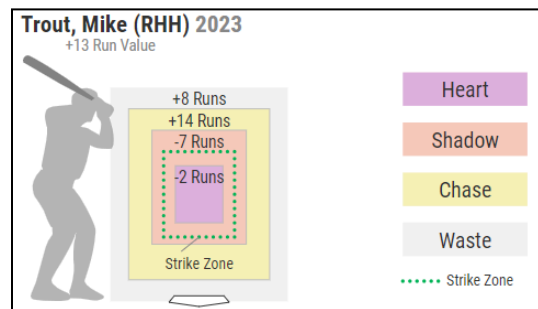 Trout, Mike (RHH) 2023
+13 Run Value
+8 Runs
+14 Runs
-7 Runs
-2 Runs
Strike Zone
Heart
Shadow
Chase
Waste
Strike Zone